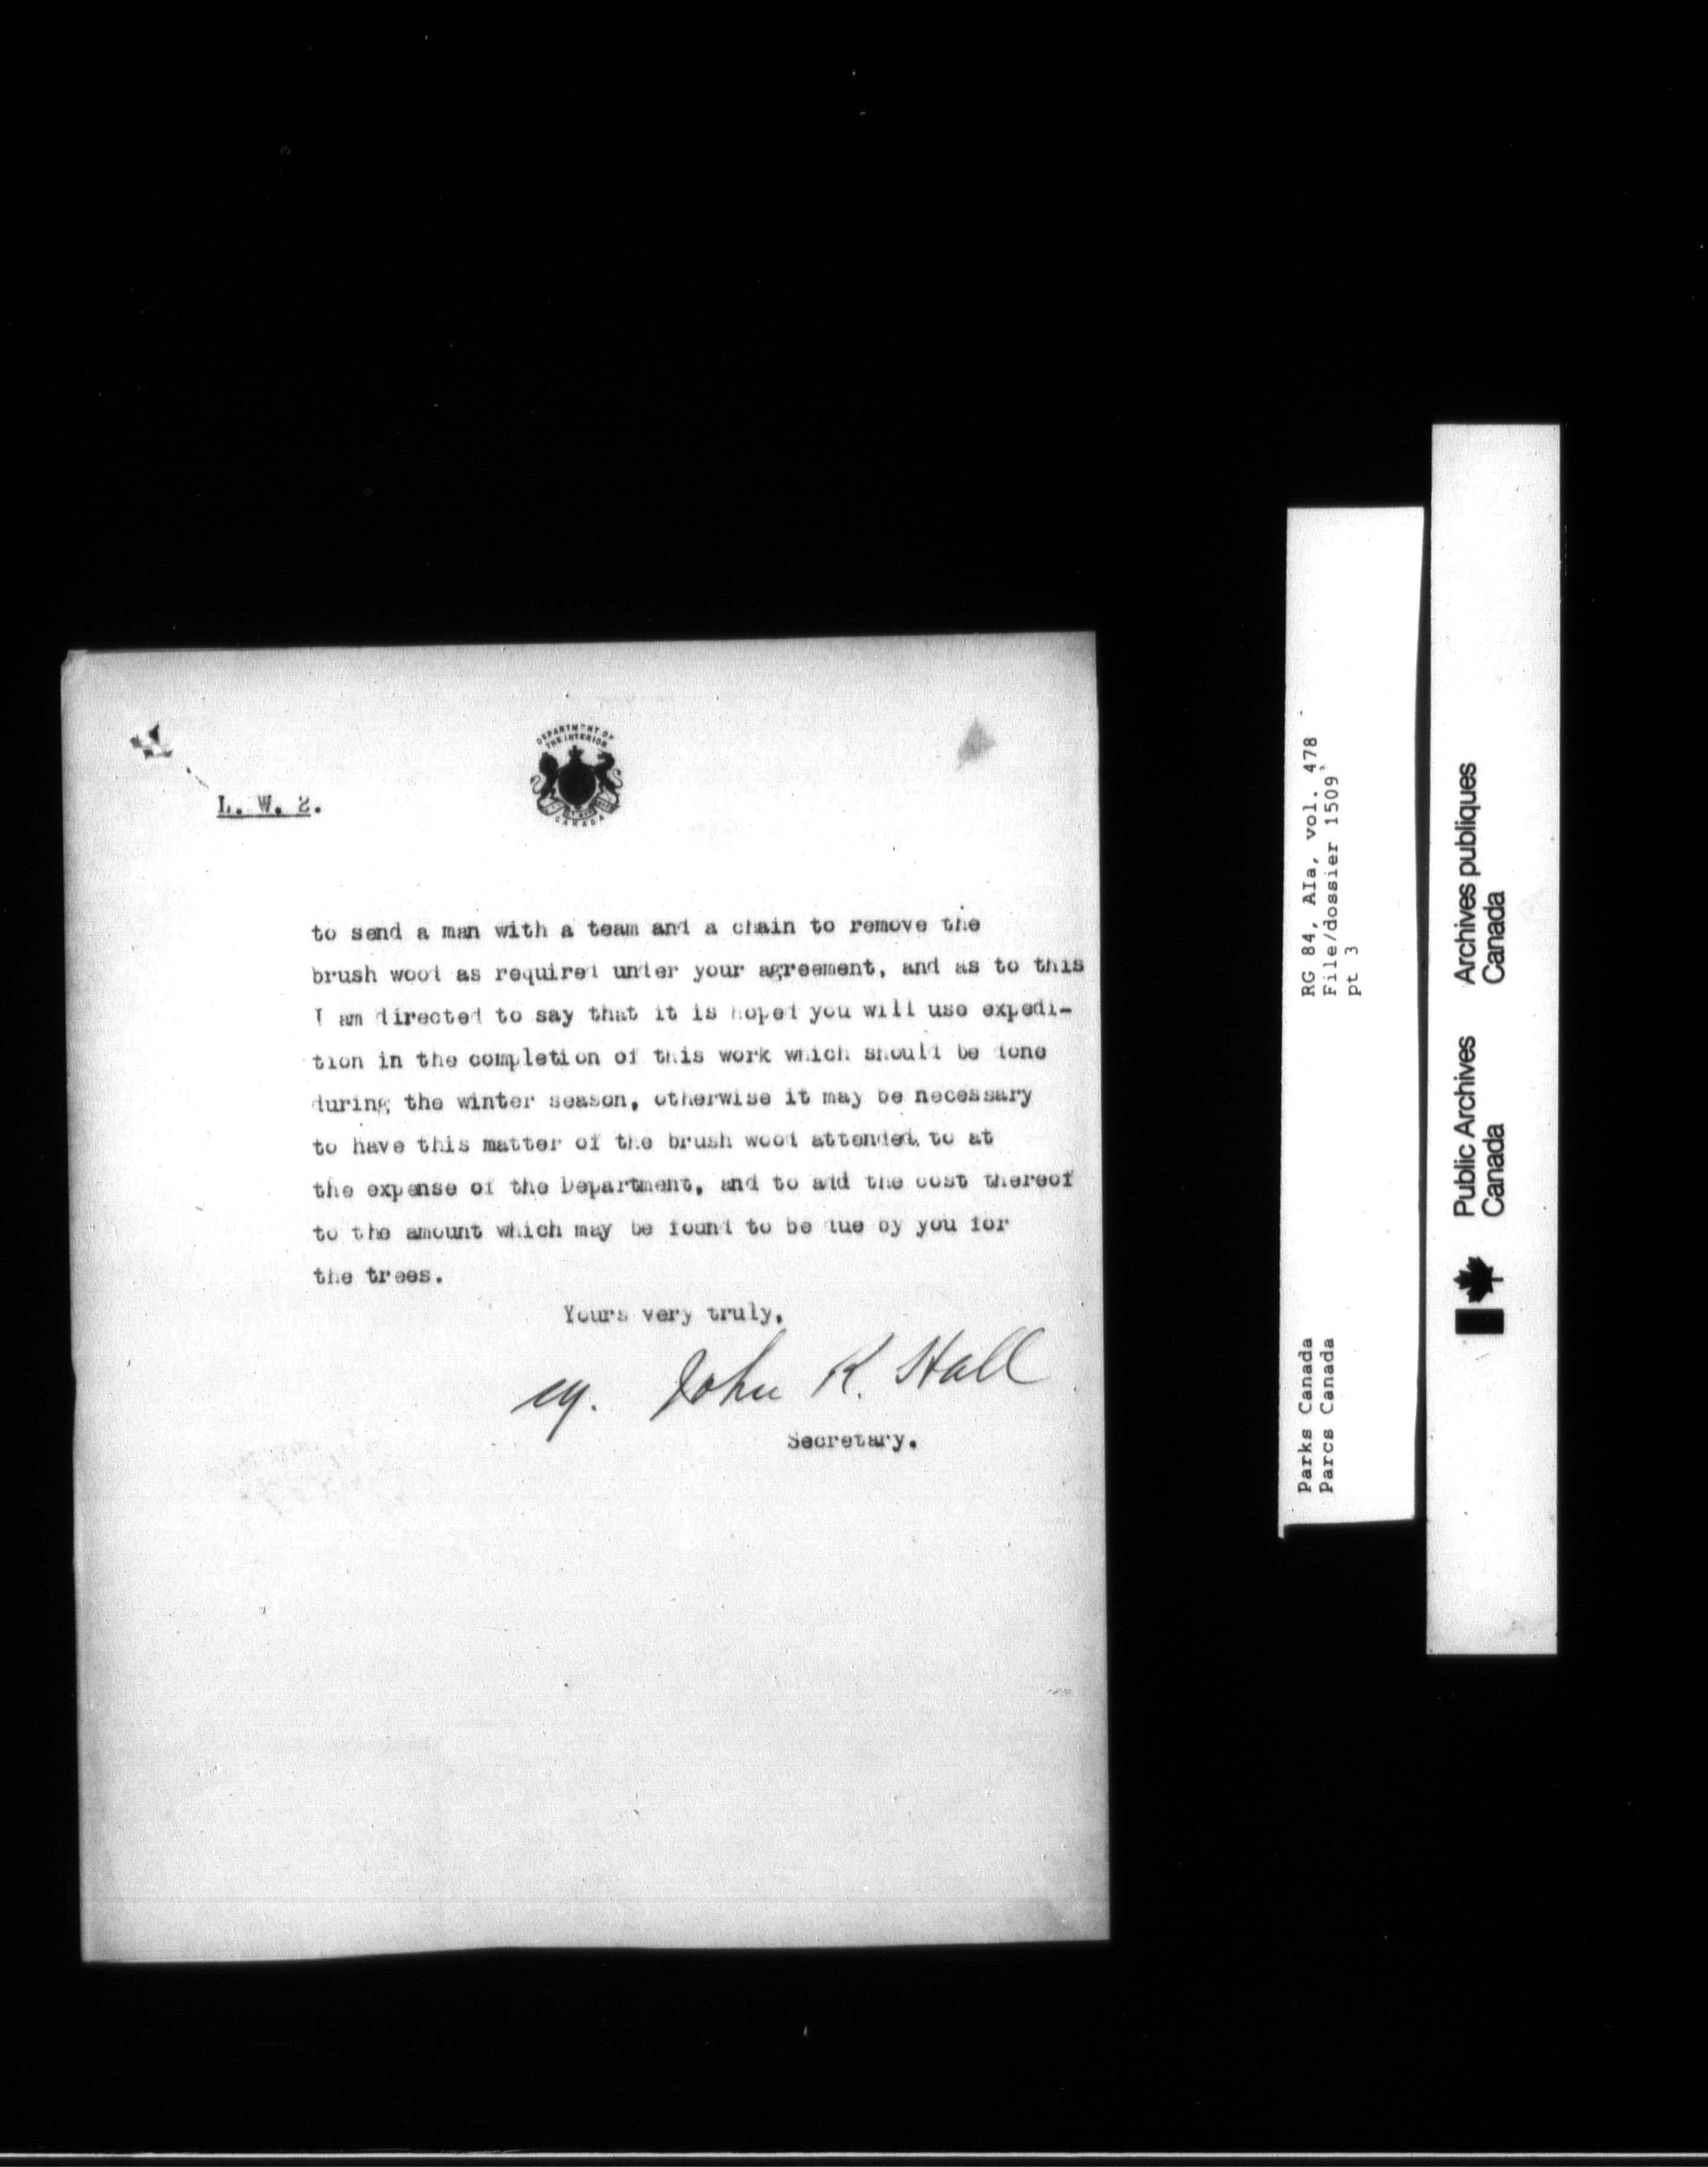 DEPARTMENT OF
THE INTERIOR
CANADA
L. W. 2.
to send a man with a team and a chain to remove the
brush wood as required under your agreement, and as to this
I am directed to say that it is hoped you will use expedi-
tion in the completion of this work which should be done
during the winter season, otherwise it may be necessary
to have this matter of the brush wood attended to at
the expense of the Department, and to add the cost thereof
to the amount which may be found to be due by you for
the trees.
Yours very truly,
John R. Hall
Secretary.
RG 84, AIa, vol. 478
File/dossier 1509
pt 3
Parks Canada
Parcs Canada
Public Archives
Canada
Archives publiques
Canada